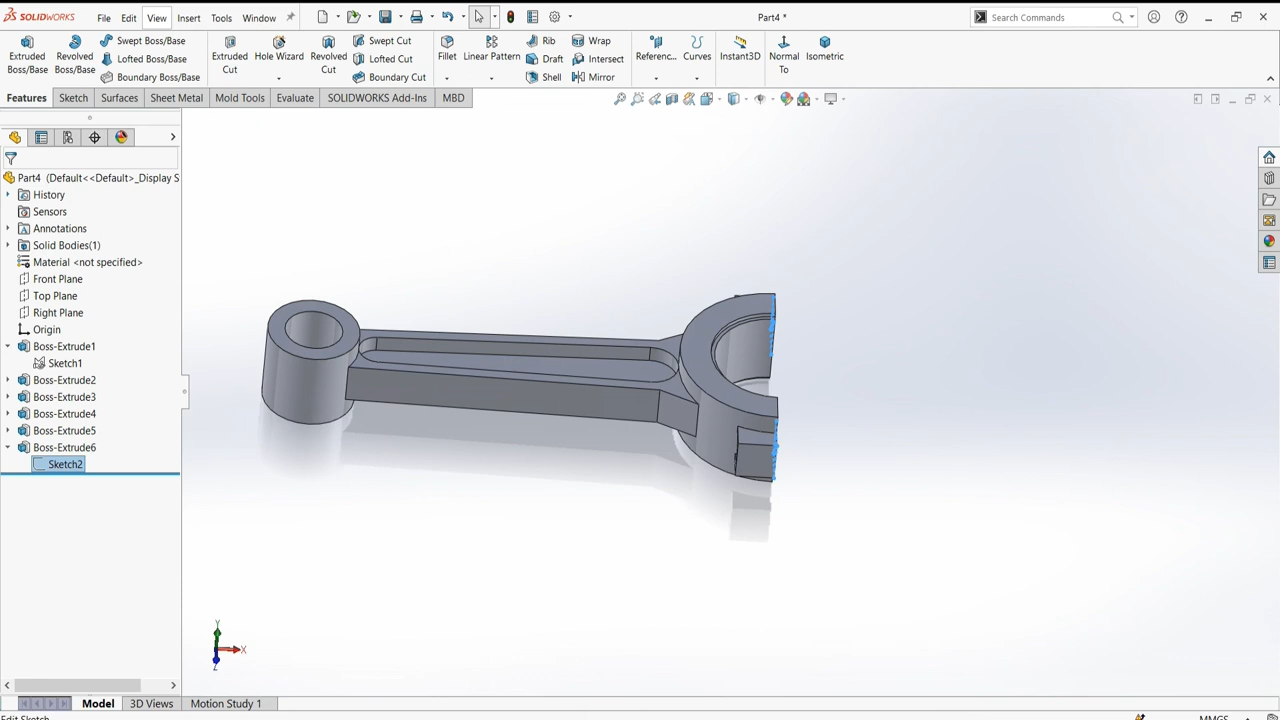 SOLIDWORKS File Edit View Insert Tools Window Part4 * Search Commands
Extruded Boss/Base
Revolved Boss/Base
Swept Boss/Base
Lofted Boss/Base
Boundary Boss/Base
Extruded Cut
Hole Wizard
Revolved Cut
Swept Cut
Lofted Cut
Boundary Cut
Fillet
Linear Pattern
Rib
Draft
Shell
Wrap
Intersect
Mirror
Referenc...
Curves
Instant3D
Normal To
Isometric
Features Sketch Surfaces Sheet Metal Mold Tools Evaluate SOLIDWORKS Add-Ins MBD
Part4 (Default<<Default>_Display S
History
Sensors
Annotations
Solid Bodies(1)
Material <not specified>
Front Plane
Top Plane
Right Plane
Origin
Boss-Extrude1
Sketch1
Boss-Extrude2
Boss-Extrude3
Boss-Extrude4
Boss-Extrude5
Boss-Extrude6
Sketch2
Y
X
Z
Model 3D Views Motion Study 1
Edit Sketch MMGS